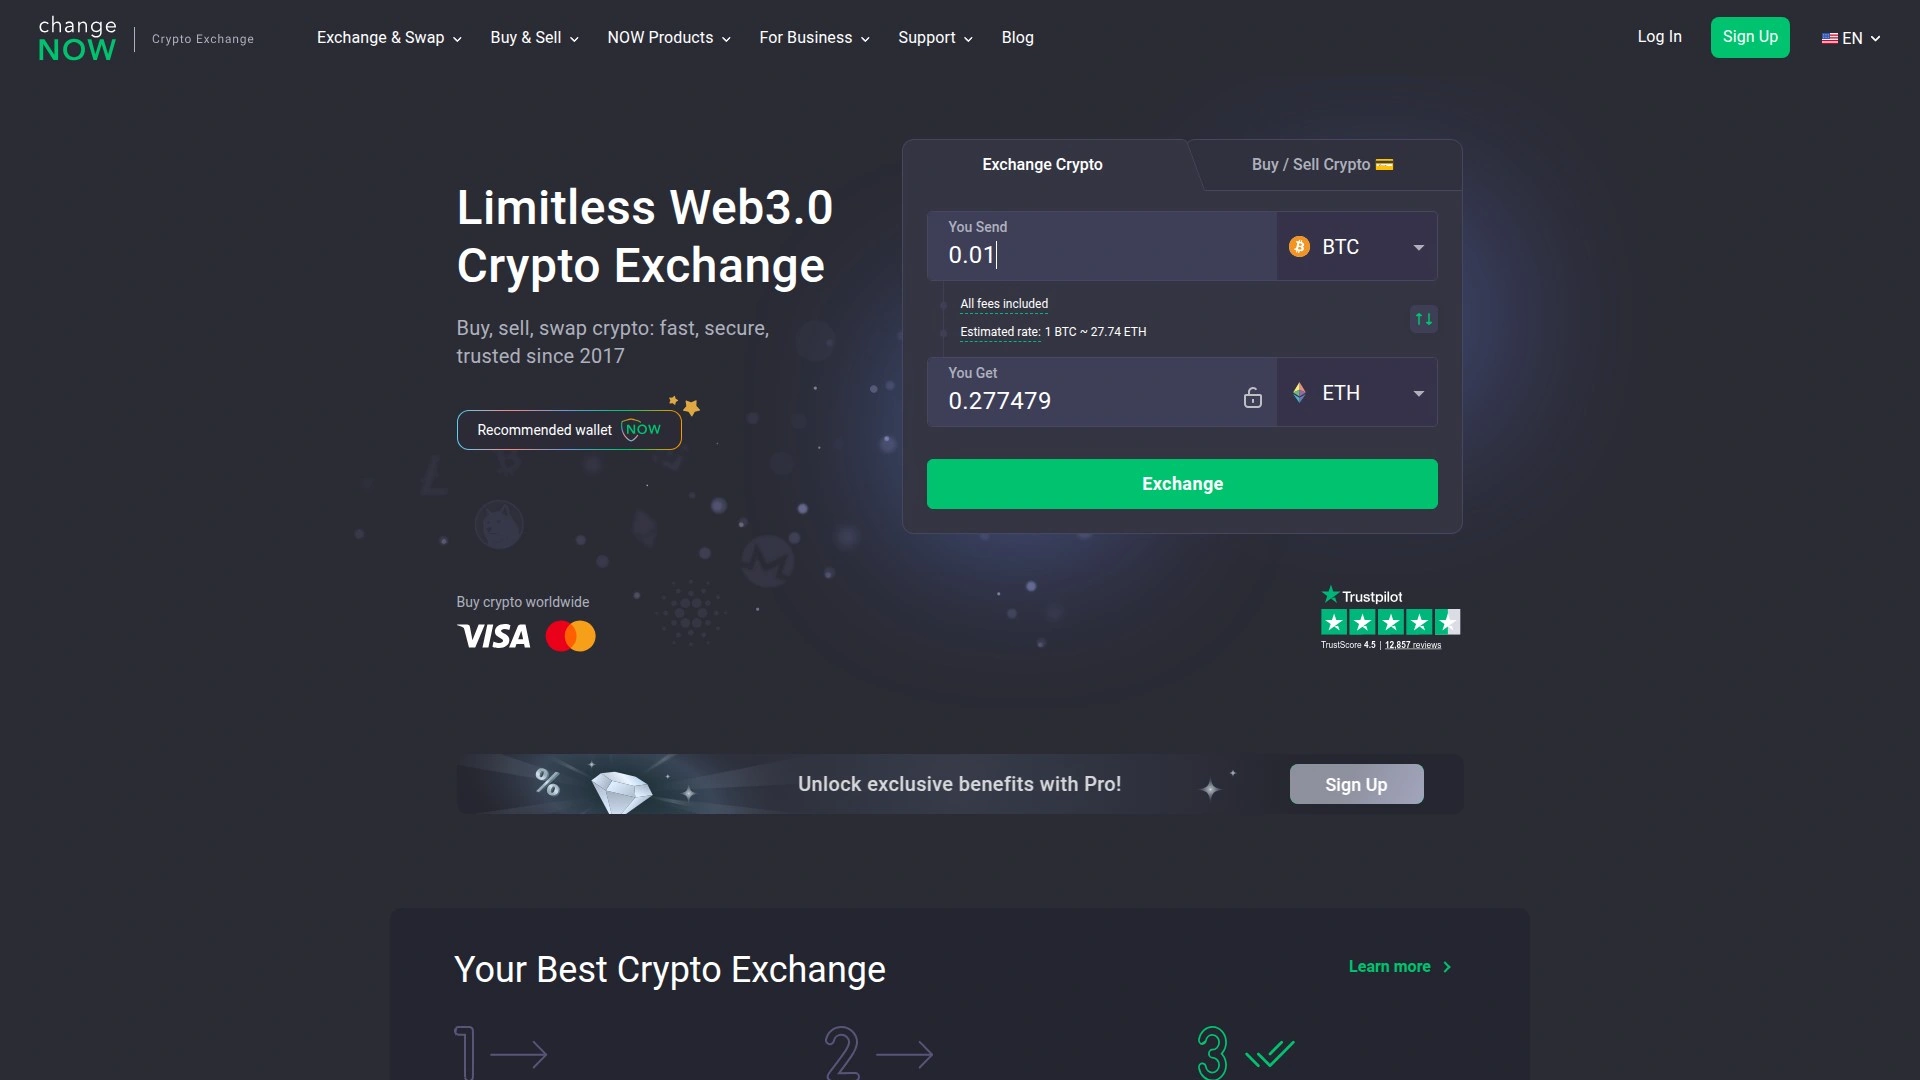 change
NOW
Crypto Exchange
Exchange & Swap
Buy & Sell
NOW Products
For Business
Support
Blog
Log In
Sign Up
EN
Limitless Web3.0
Crypto Exchange
Buy, sell, swap crypto: fast, secure,
trusted since 2017
Recommended wallet NOW
Buy crypto worldwide
VISA
Exchange Crypto
Buy / Sell Crypto
You Send
0.01
BTC
All fees included
Estimated rate: 1 BTC ~ 27.74 ETH
You Get
0.277479
ETH
Exchange
Trustpilot
TrustScore 4.5 | 12,857 reviews
%
Unlock exclusive benefits with Pro!
Sign Up
Your Best Crypto Exchange
Learn more
1
2
3